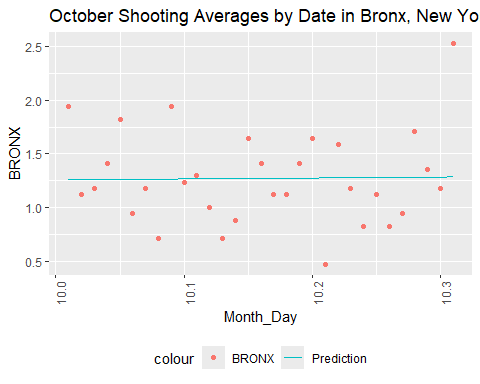 October Shooting Averages by Date in Bronx, New Yo
BRONX
2.5
2.0
1.5
1.0
0.5
10.0
10.1
10.2
10.3
Month_Day
colour BRONX Prediction